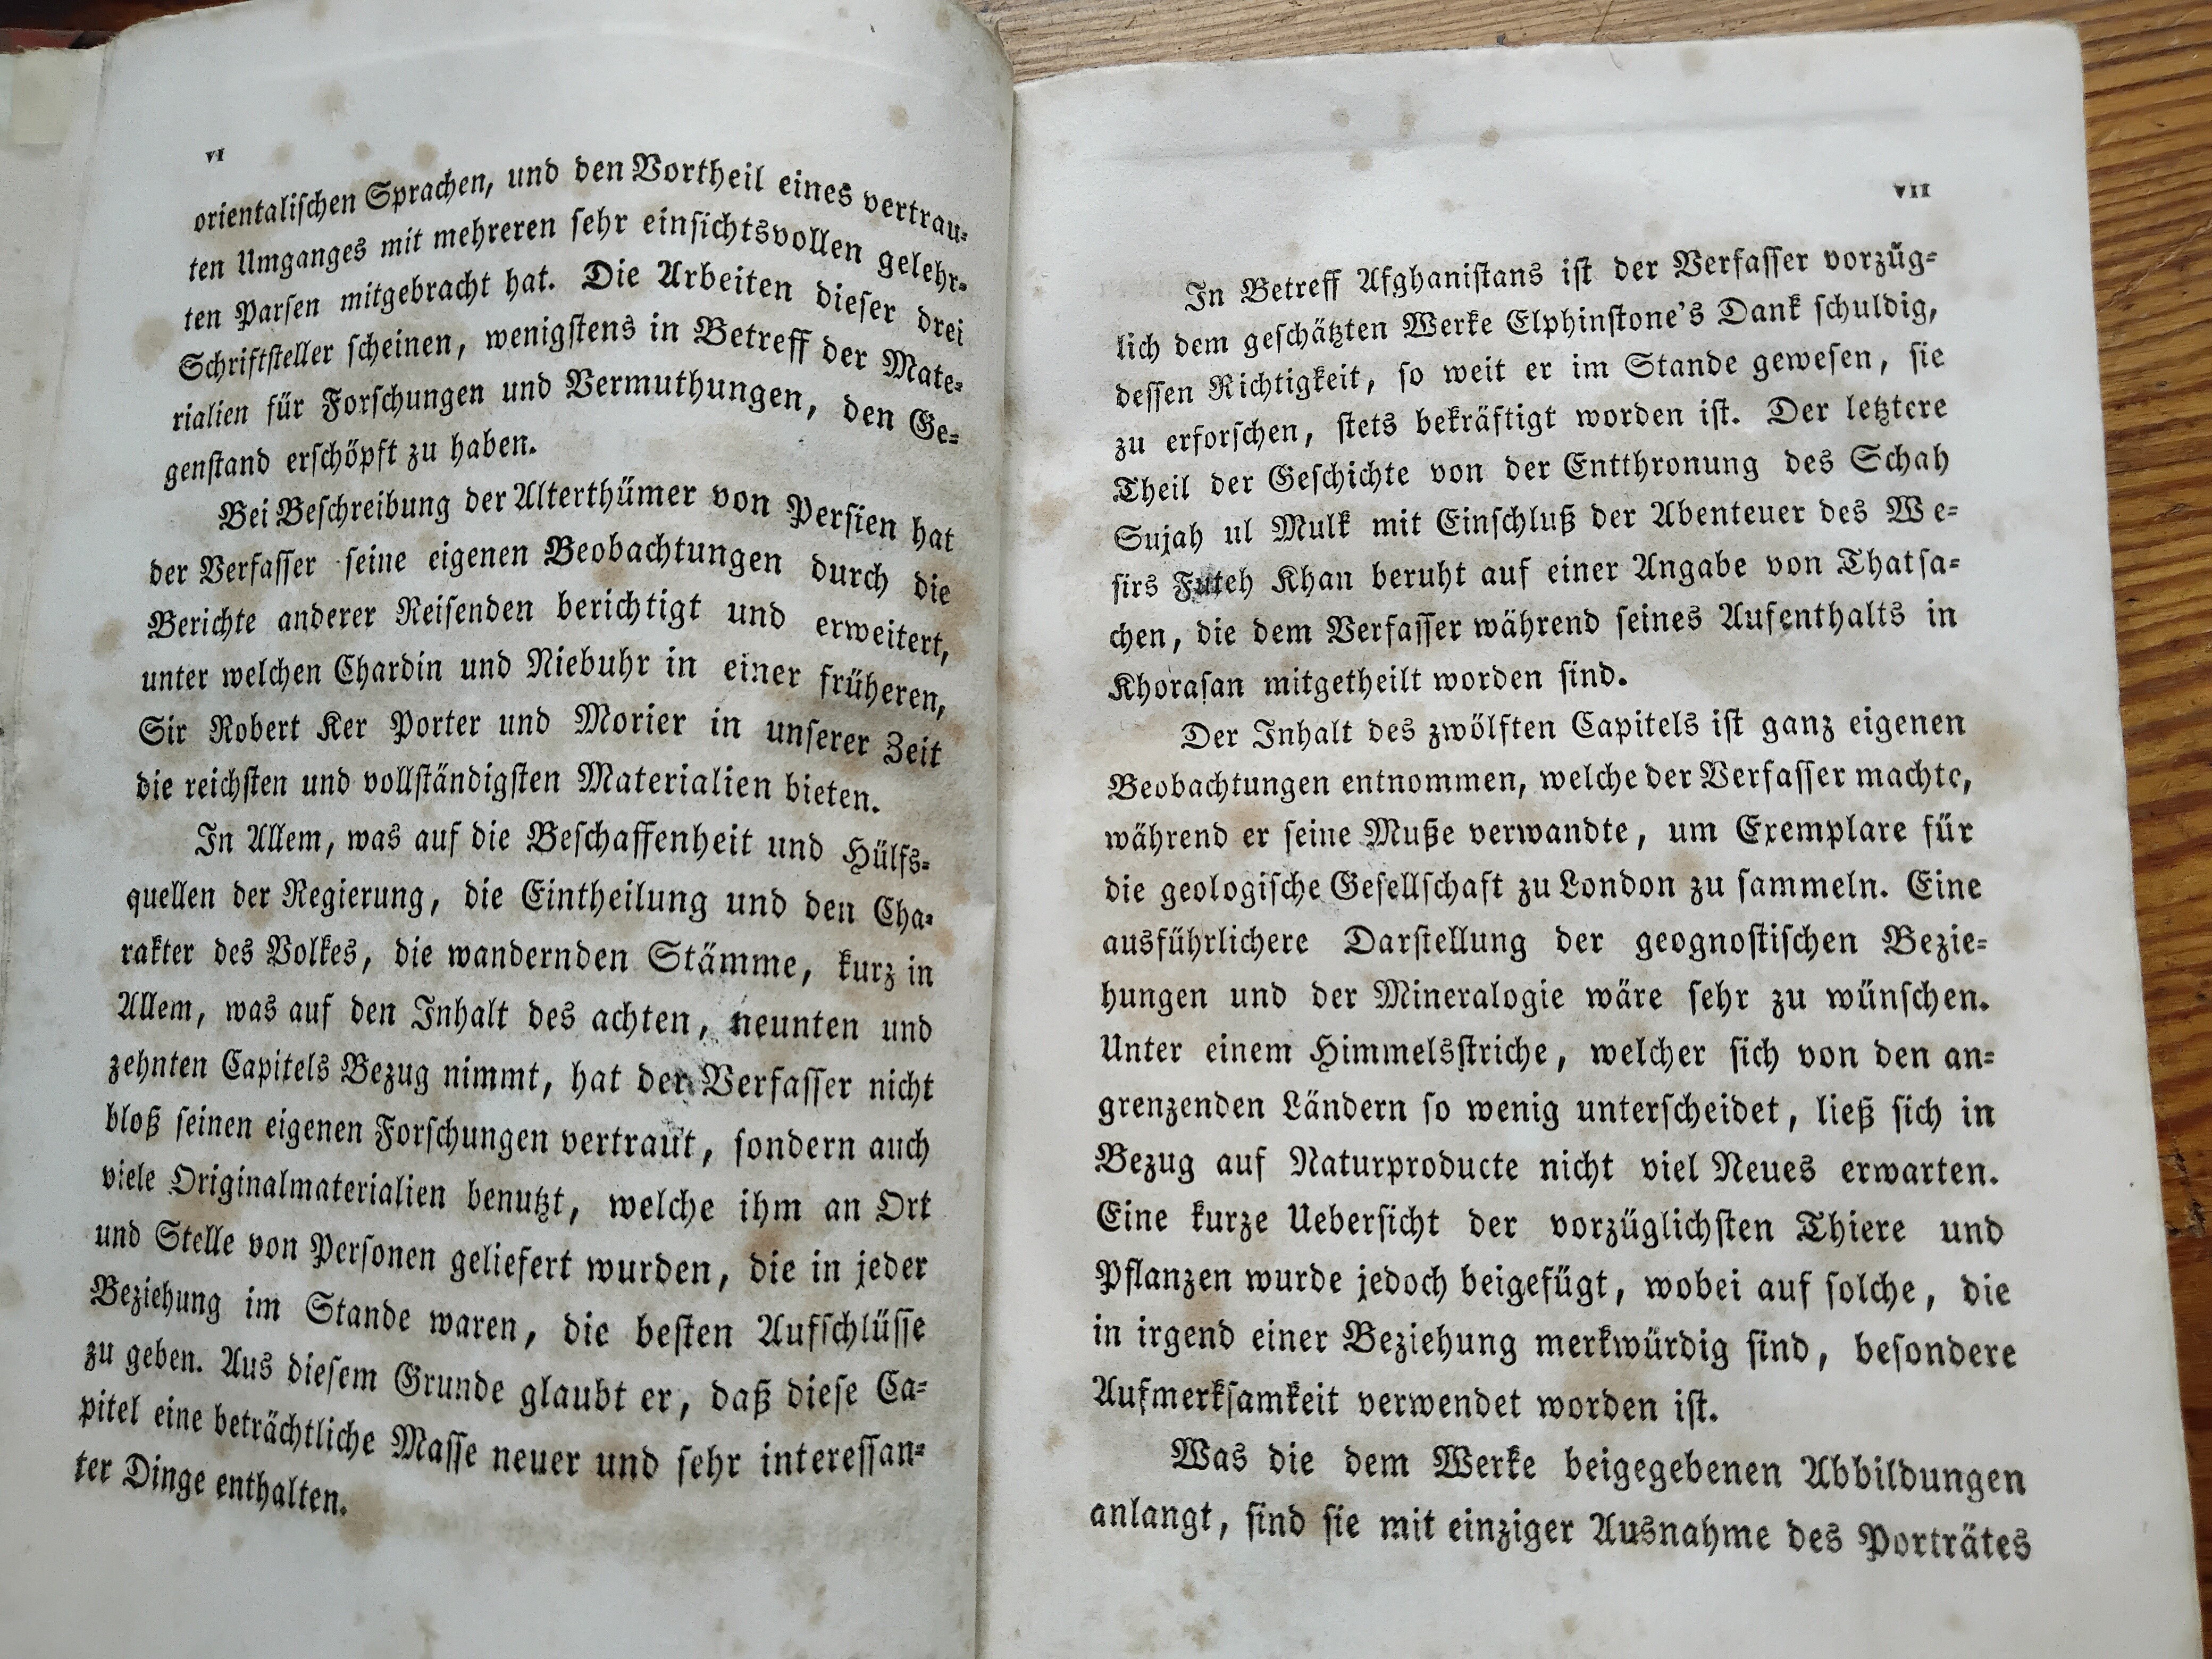 VI
orientalischen Sprachen, und den Vortheil eines vertrau-
ten Umganges mit mehreren sehr einsichtsvollen gelehr-
ten Parsen mitgebracht hat. Die Arbeiten dieser drei
Schriftsteller scheinen, wenigstens in Betreff der Mate-
rialien für Forschungen und Vermuthungen, den Ge-
genstand erschöpft zu haben.
Bei Beschreibung der Alterthümer von Persien hat
der Verfasser seine eigenen Beobachtungen durch die
Berichte anderer Reisenden berichtigt und erweitert,
unter welchen Chardin und Niebuhr in einer früheren,
Sir Robert Ker Porter und Morier in unserer Zeit
die reichsten und vollständigsten Materialien bieten.
In Allem, was auf die Beschaffenheit und Hülfs-
quellen der Regierung, die Eintheilung und den Cha-
rakter des Volkes, die wandernden Stämme, kurz in
Allem, was auf den Inhalt des achten, neunten und
zehnten Capitels Bezug nimmt, hat der Verfasser nicht
bloß seinen eigenen Forschungen vertraut, sondern auch
viele Originalmaterialien benutzt, welche ihm an Ort
und Stelle von Personen geliefert wurden, die in jeder
Beziehung im Stande waren, die besten Aufschlüsse
zu geben. Aus diesem Grunde glaubt er, daß diese Ca-
pitel eine beträchtliche Masse neuer und sehr interessan-
ter Dinge enthalten.
VII
In Betreff Afghanistans ist der Verfasser vorzüg-
lich dem geschätzten Werke Elphinstone's Dank schuldig,
dessen Richtigkeit, so weit er im Stande gewesen, sie
zu erforschen, stets bekräftigt worden ist. Der letztere
Theil der Geschichte von der Entthronung des Schah
Sujah ul Mulk mit Einschluß der Abenteuer des We-
sirs Futeh Khan beruht auf einer Angabe von Thatsa-
chen, die dem Verfasser während seines Aufenthalts in
Khorasan mitgetheilt worden sind.
Der Inhalt des zwölften Capitels ist ganz eigenen
Beobachtungen entnommen, welche der Verfasser machte,
während er seine Muße verwandte, um Exemplare für
die geologische Gesellschaft zu London zu sammeln. Eine
ausführlichere Darstellung der geognostischen Bezie-
hungen und der Mineralogie wäre sehr zu wünschen.
Unter einem Himmelsstriche, welcher sich von den an-
grenzenden Ländern so wenig unterscheidet, ließ sich in
Bezug auf Naturproducte nicht viel Neues erwarten.
Eine kurze Uebersicht der vorzüglichsten Thiere und
Pflanzen wurde jedoch beigefügt, wobei auf solche, die
in irgend einer Beziehung merkwürdig sind, besondere
Aufmerksamkeit verwendet worden ist.
Was die dem Werke beigegebenen Abbildungen
anlangt, sind sie mit einziger Ausnahme des Porträtes